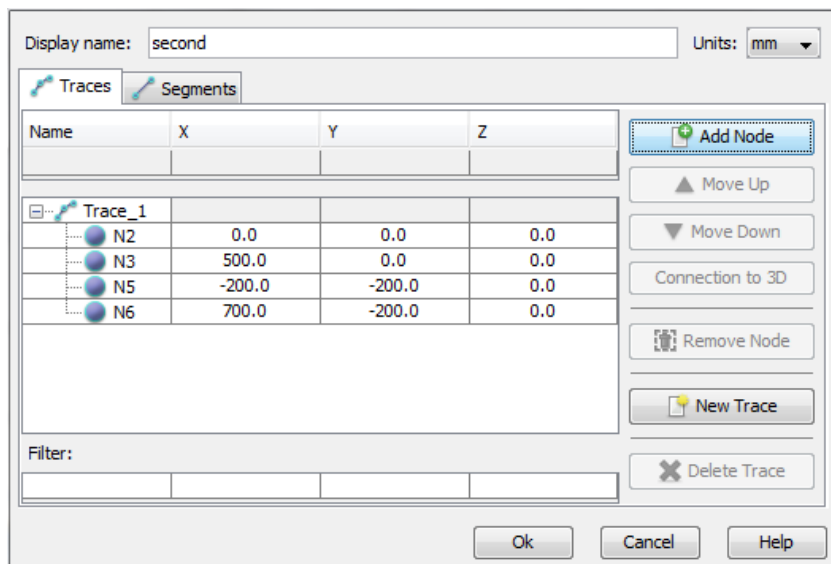 Display name: second Units: mm
Traces Segments
Name X Y Z
Add Node
Move Up
Trace_1
N2 0.0 0.0 0.0
Move Down
N3 500.0 0.0 0.0
N5 -200.0 -200.0 0.0
Connection to 3D
N6 700.0 -200.0 0.0
Remove Node
New Trace
Filter:
Delete Trace
Ok Cancel Help